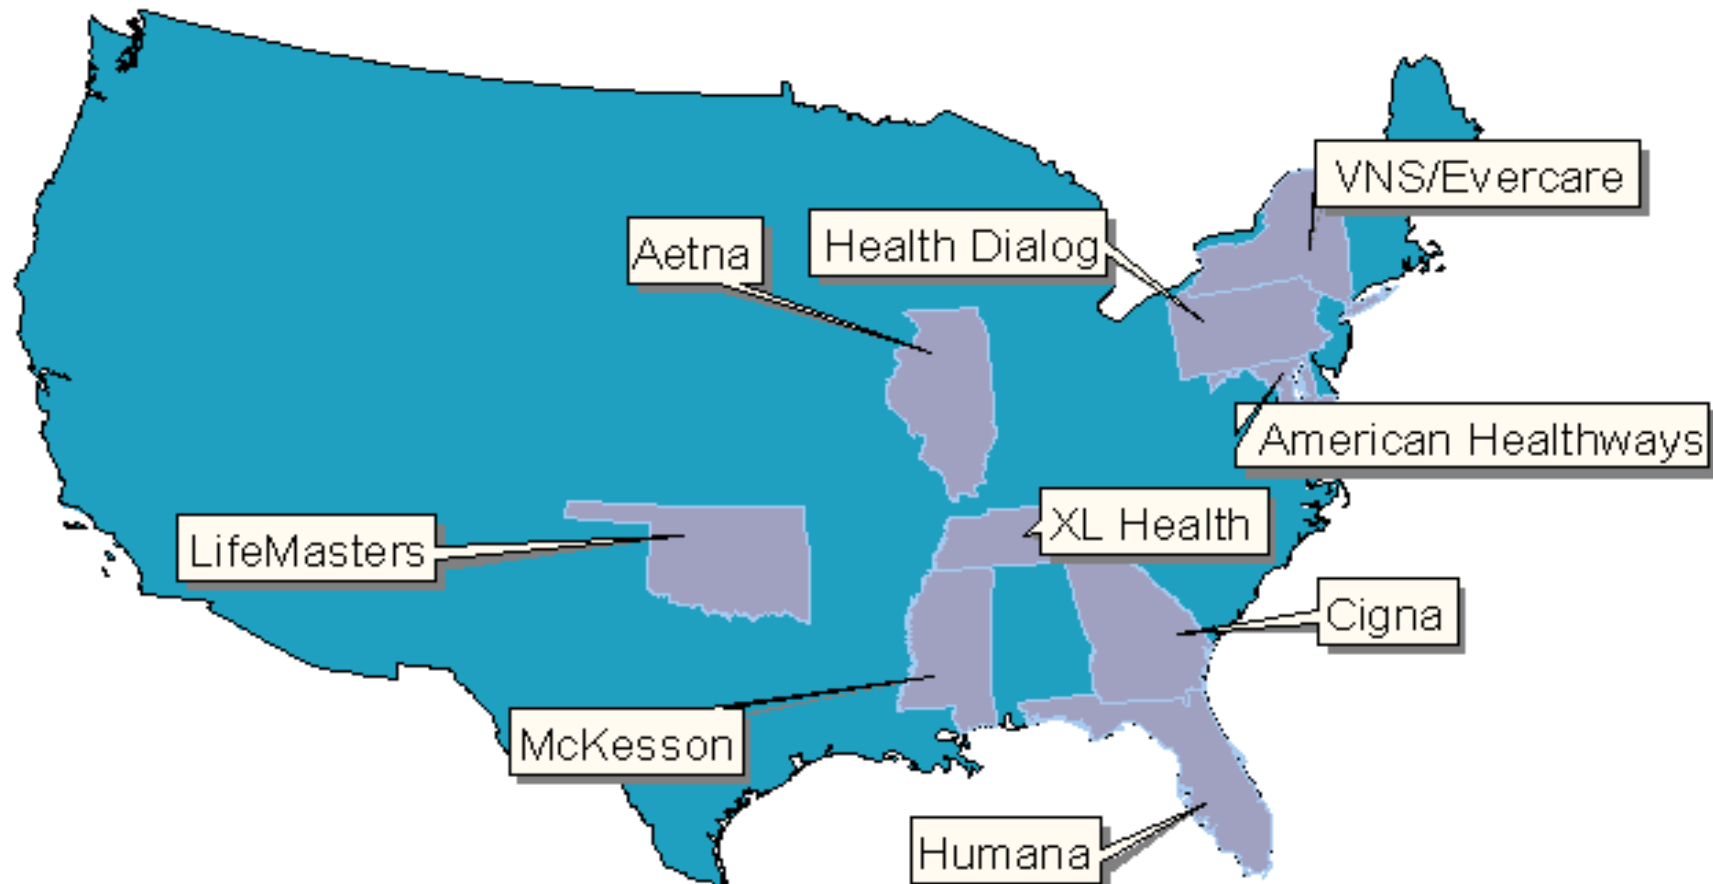 VNS/Evercare
Aetna
Health Dialog
American Healthways
XL Health
LifeMasters
Cigna
McKesson
Humana